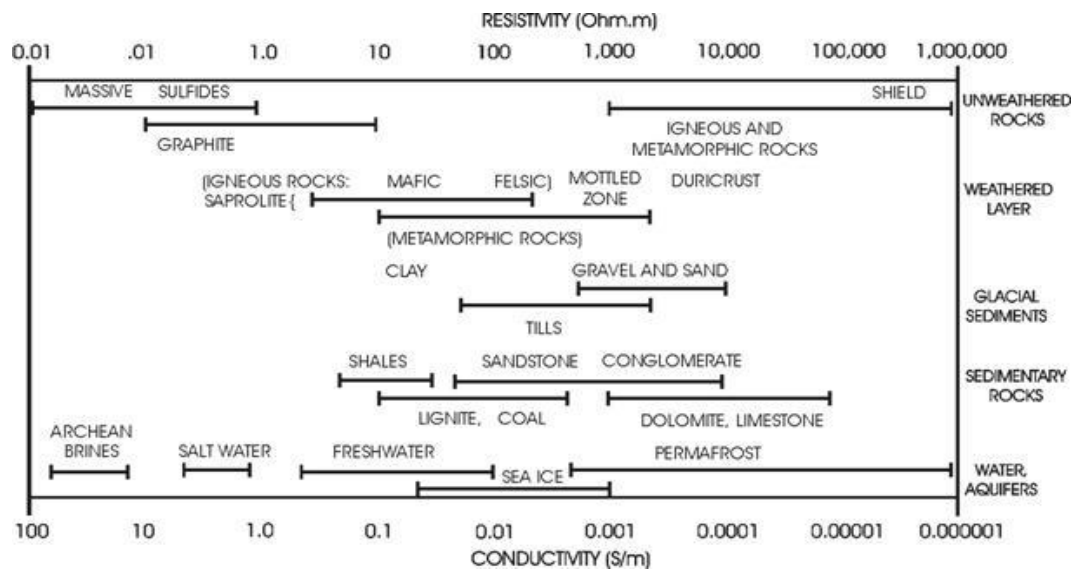 RESISTIVITY (Ohm.m)
0.01 .01 1.0 10 100 1,000 10,000 100,000 1,000,000
MASSIVE SULFIDES
SHIELD
UNWEATHERED
ROCKS
GRAPHITE
IGNEOUS AND
METAMORPHIC ROCKS
(IGNEOUS ROCKS: MAFIC FELSIC)
SAPROLITE {
MOTTLED
ZONE
DURICRUST
WEATHERED
LAYER
(METAMORPHIC ROCKS)
CLAY
GRAVEL AND SAND
GLACIAL
SEDIMENTS
TILLS
SHALES
SANDSTONE CONGLOMERATE
SEDIMENTARY
ROCKS
LIGNITE, COAL
DOLOMITE, LIMESTONE
ARCHEAN
BRINES
SALT WATER
FRESHWATER
PERMAFROST
SEA ICE
WATER,
AQUIFERS
100 10 1.0 0.1 0.01 0.001 0.0001 0.00001 0.000001
CONDUCTIVITY (S/m)